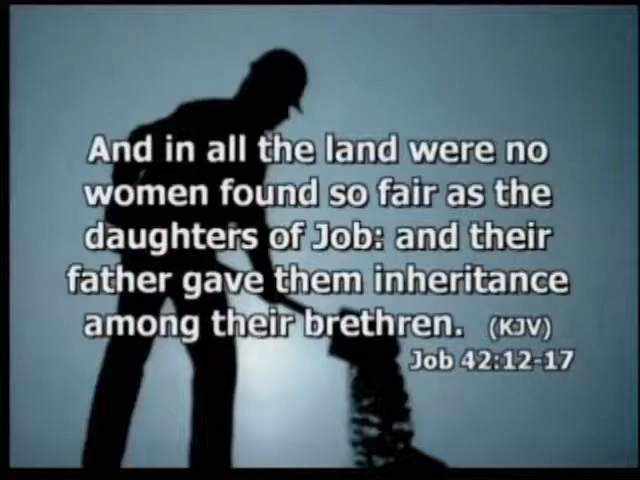 And in all the land were no
women found so fair as the
daughters of Job: and their
father gave them inheritance
among their brethren. (KJV)
Job 42:12-17